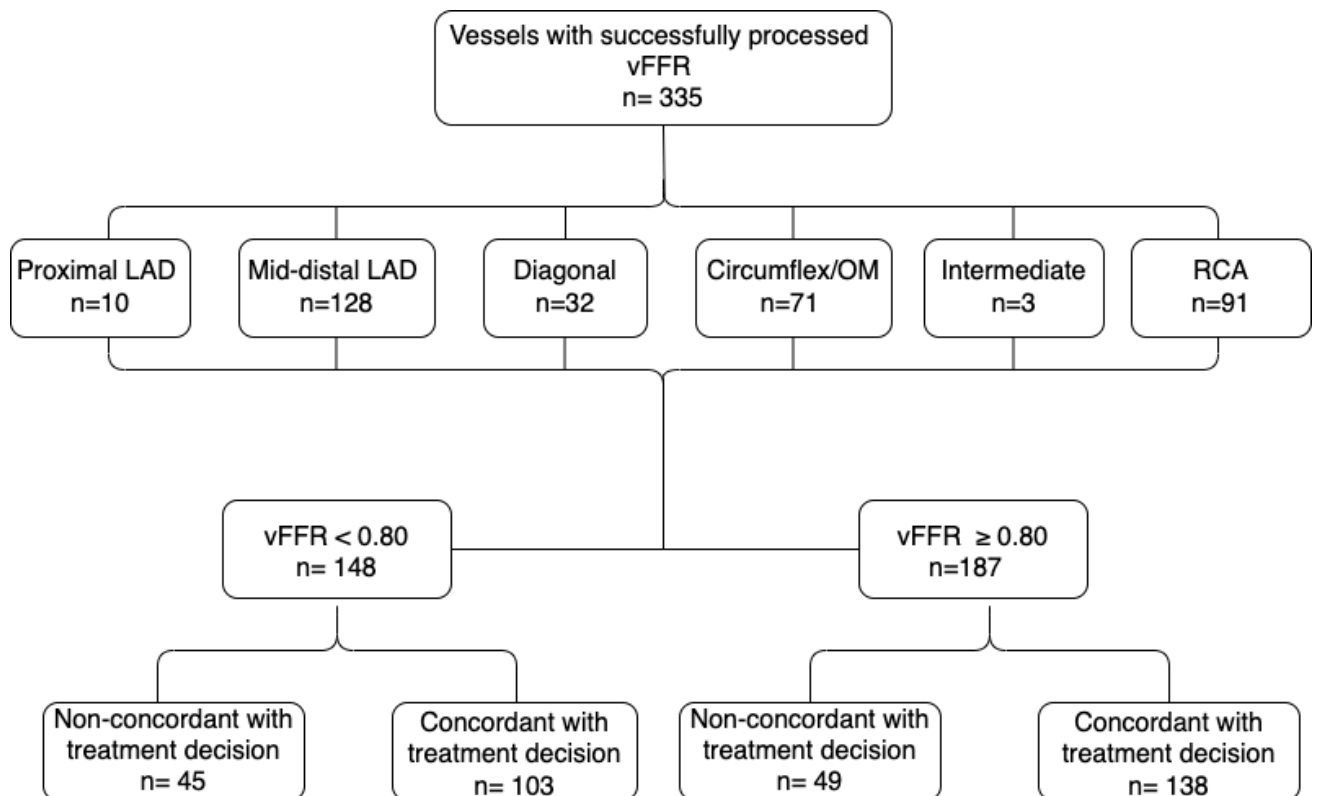 Vessels with successfully processed
vFFR
n= 335
Proximal LAD
n=10
Mid-distal LAD
n=128
Diagonal
n=32
Circumflex/OM
n=71
Intermediate
n=3
RCA
n=91
vFFR < 0.80
n= 148
vFFR ≥ 0.80
n=187
Non-concordant with
treatment decision
n= 45
Concordant with
treatment decision
n= 103
Non-concordant with
treatment decision
n= 49
Concordant with
treatment decision
n= 138